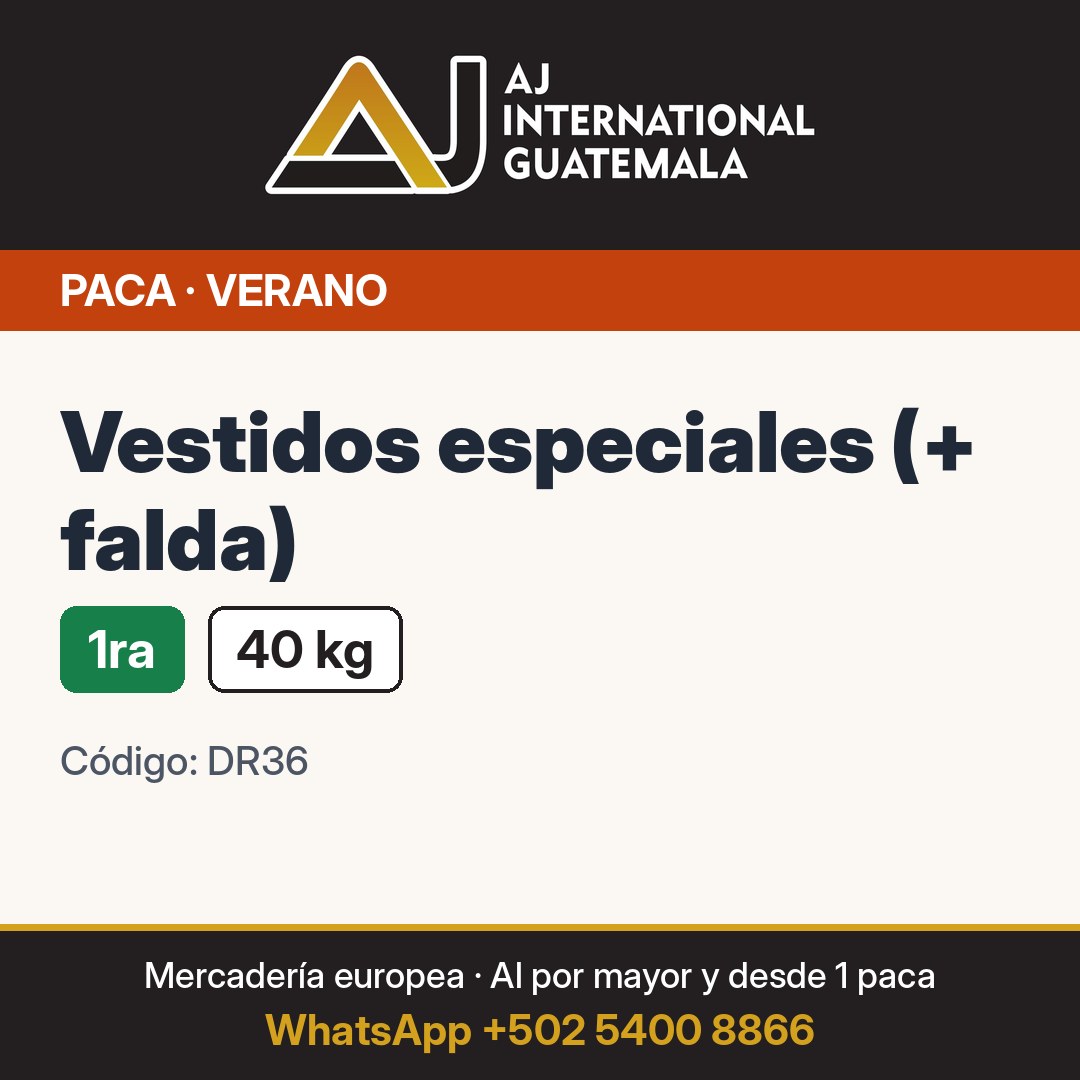 AJ
AJ
INTERNATIONAL
GUATEMALA
PACA · VERANO
Vestidos especiales (+
falda)
1ra
40 kg
Código: DR36
Mercadería europea · Al por mayor y desde 1 paca
WhatsApp +502 5400 8866